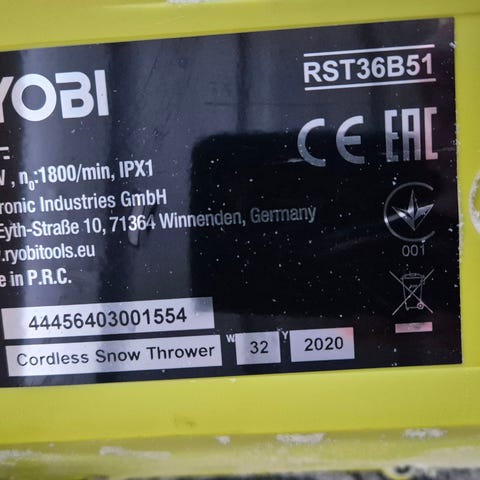 YOBI
RST36B51
CE EAC
n₀:1800/min, IPX1
ronic Industries GmbH
Eyth-Straße 10, 71364 Winnenden, Germany
.ryobitools.eu
e in P.R.C.
001
44456403001554
Cordless Snow Thrower
W 32 Y 2020